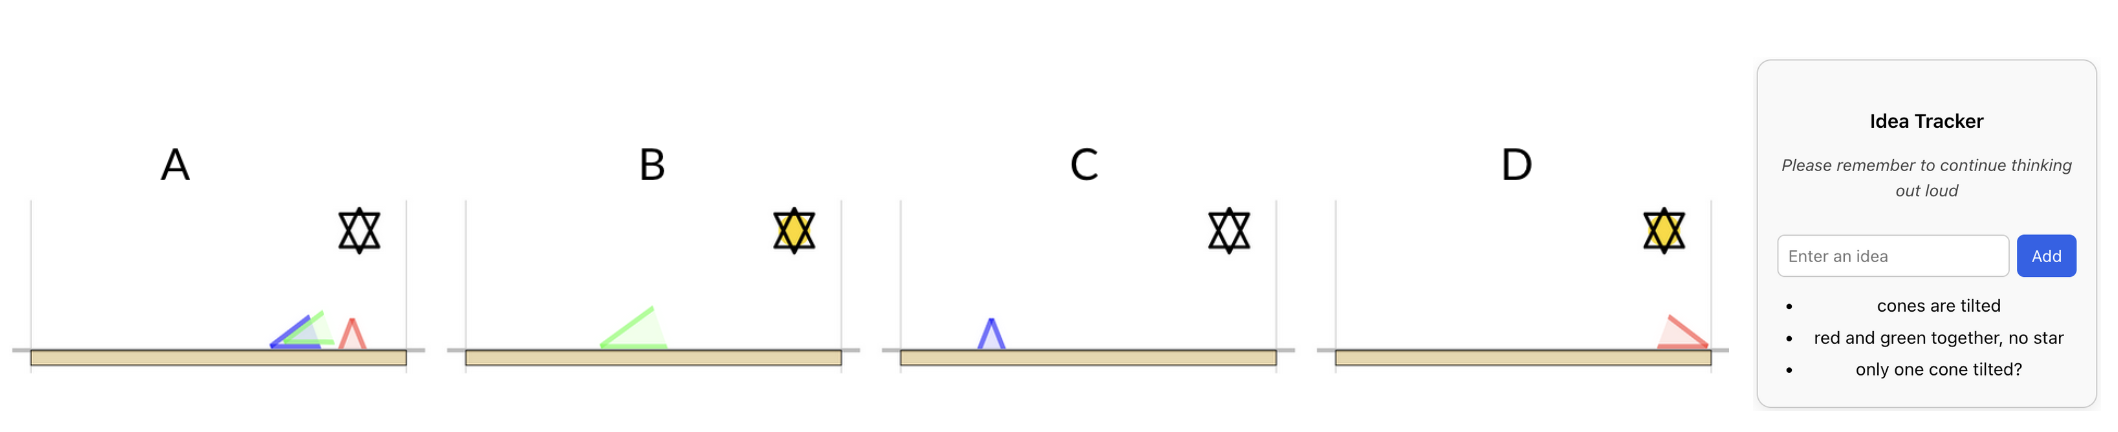 A
B
C
D
Idea Tracker
Please remember to continue thinking
out loud
Enter an idea
Add
• cones are tilted
• red and green together, no star
• only one cone tilted?